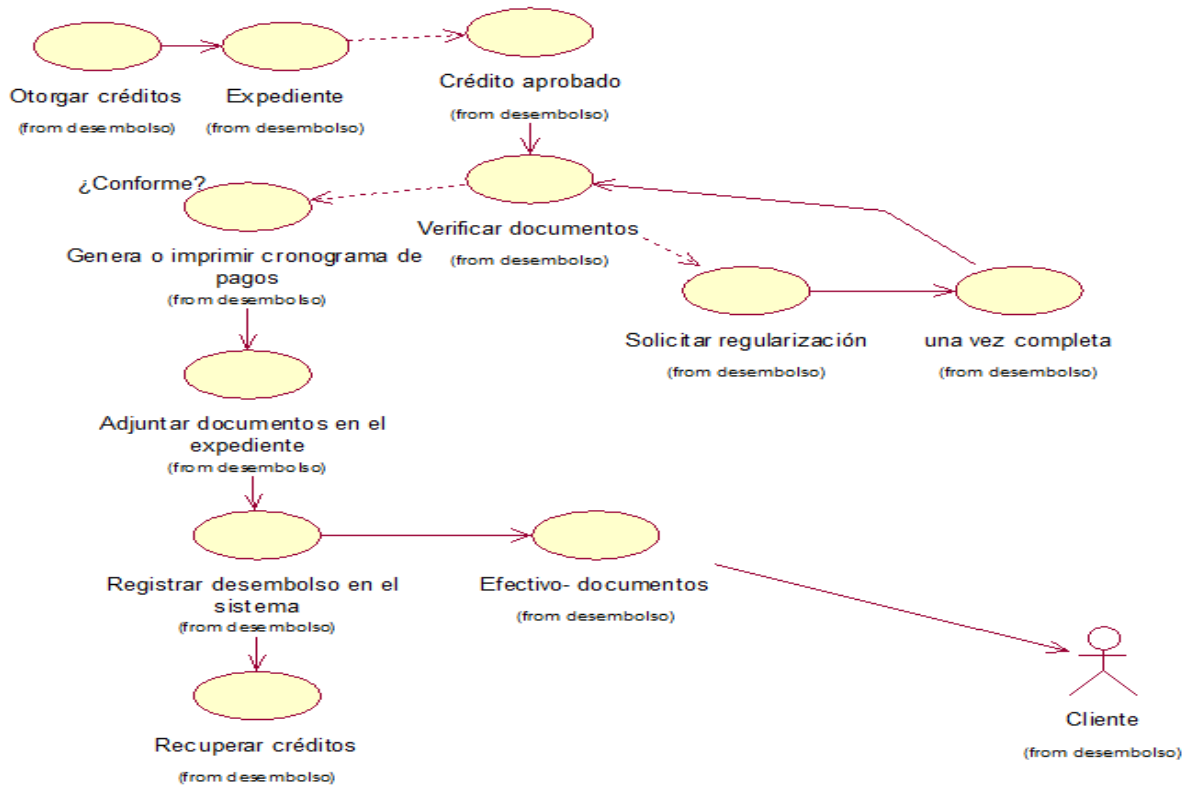 Otorgar créditos
(from desembolso)
Expediente
(from desembolso)
Crédito aprobado
(from desembolso)
¿Conforme?
Verificar documentos
(from desembolso)
Genera o imprimir cronograma de
pagos
(from desembolso)
Solicitar regularización
(from desembolso)
una vez completa
(from desembolso)
Adjuntar documentos en el
expediente
(from desembolso)
Registrar desembolso en el
sistema
(from desembolso)
Efectivo- documentos
(from desembolso)
Cliente
(from desembolso)
Recuperar créditos
(from desembolso)